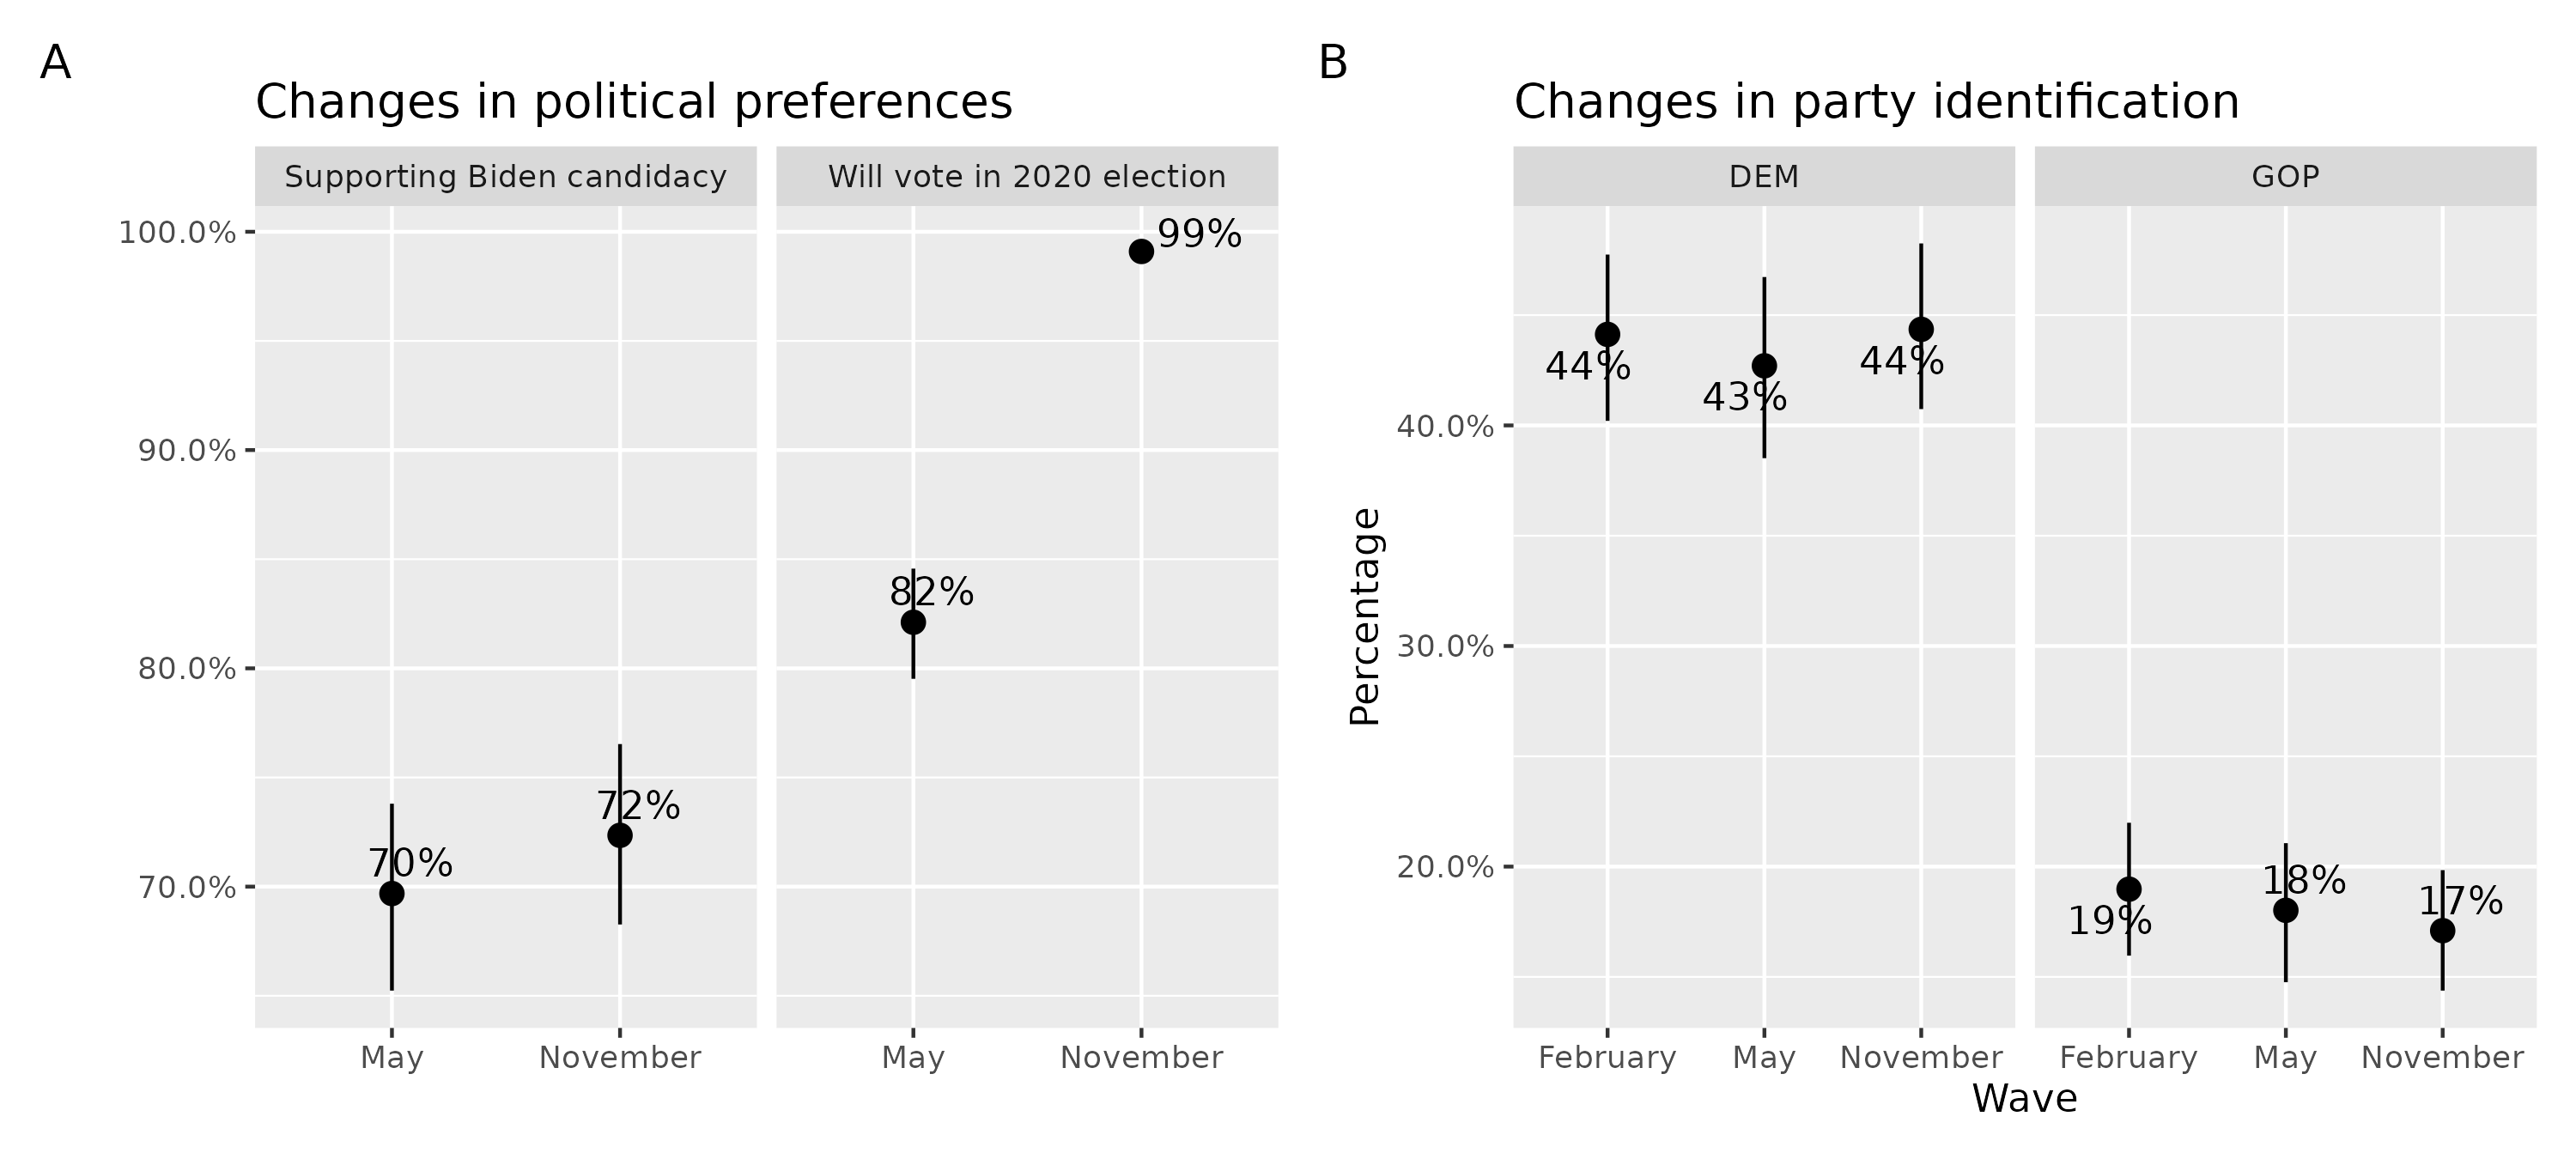 A
Changes in political preferences
Supporting Biden candidacy
Will vote in 2020 election
100.0%
90.0%
80.0%
70.0%
70%
72%
82%
99%
May
November
May
November
B
Changes in party identification
DEM
GOP
Percentage
40.0%
30.0%
20.0%
44%
43%
44%
19%
18%
17%
February
May
November
February
May
November
Wave